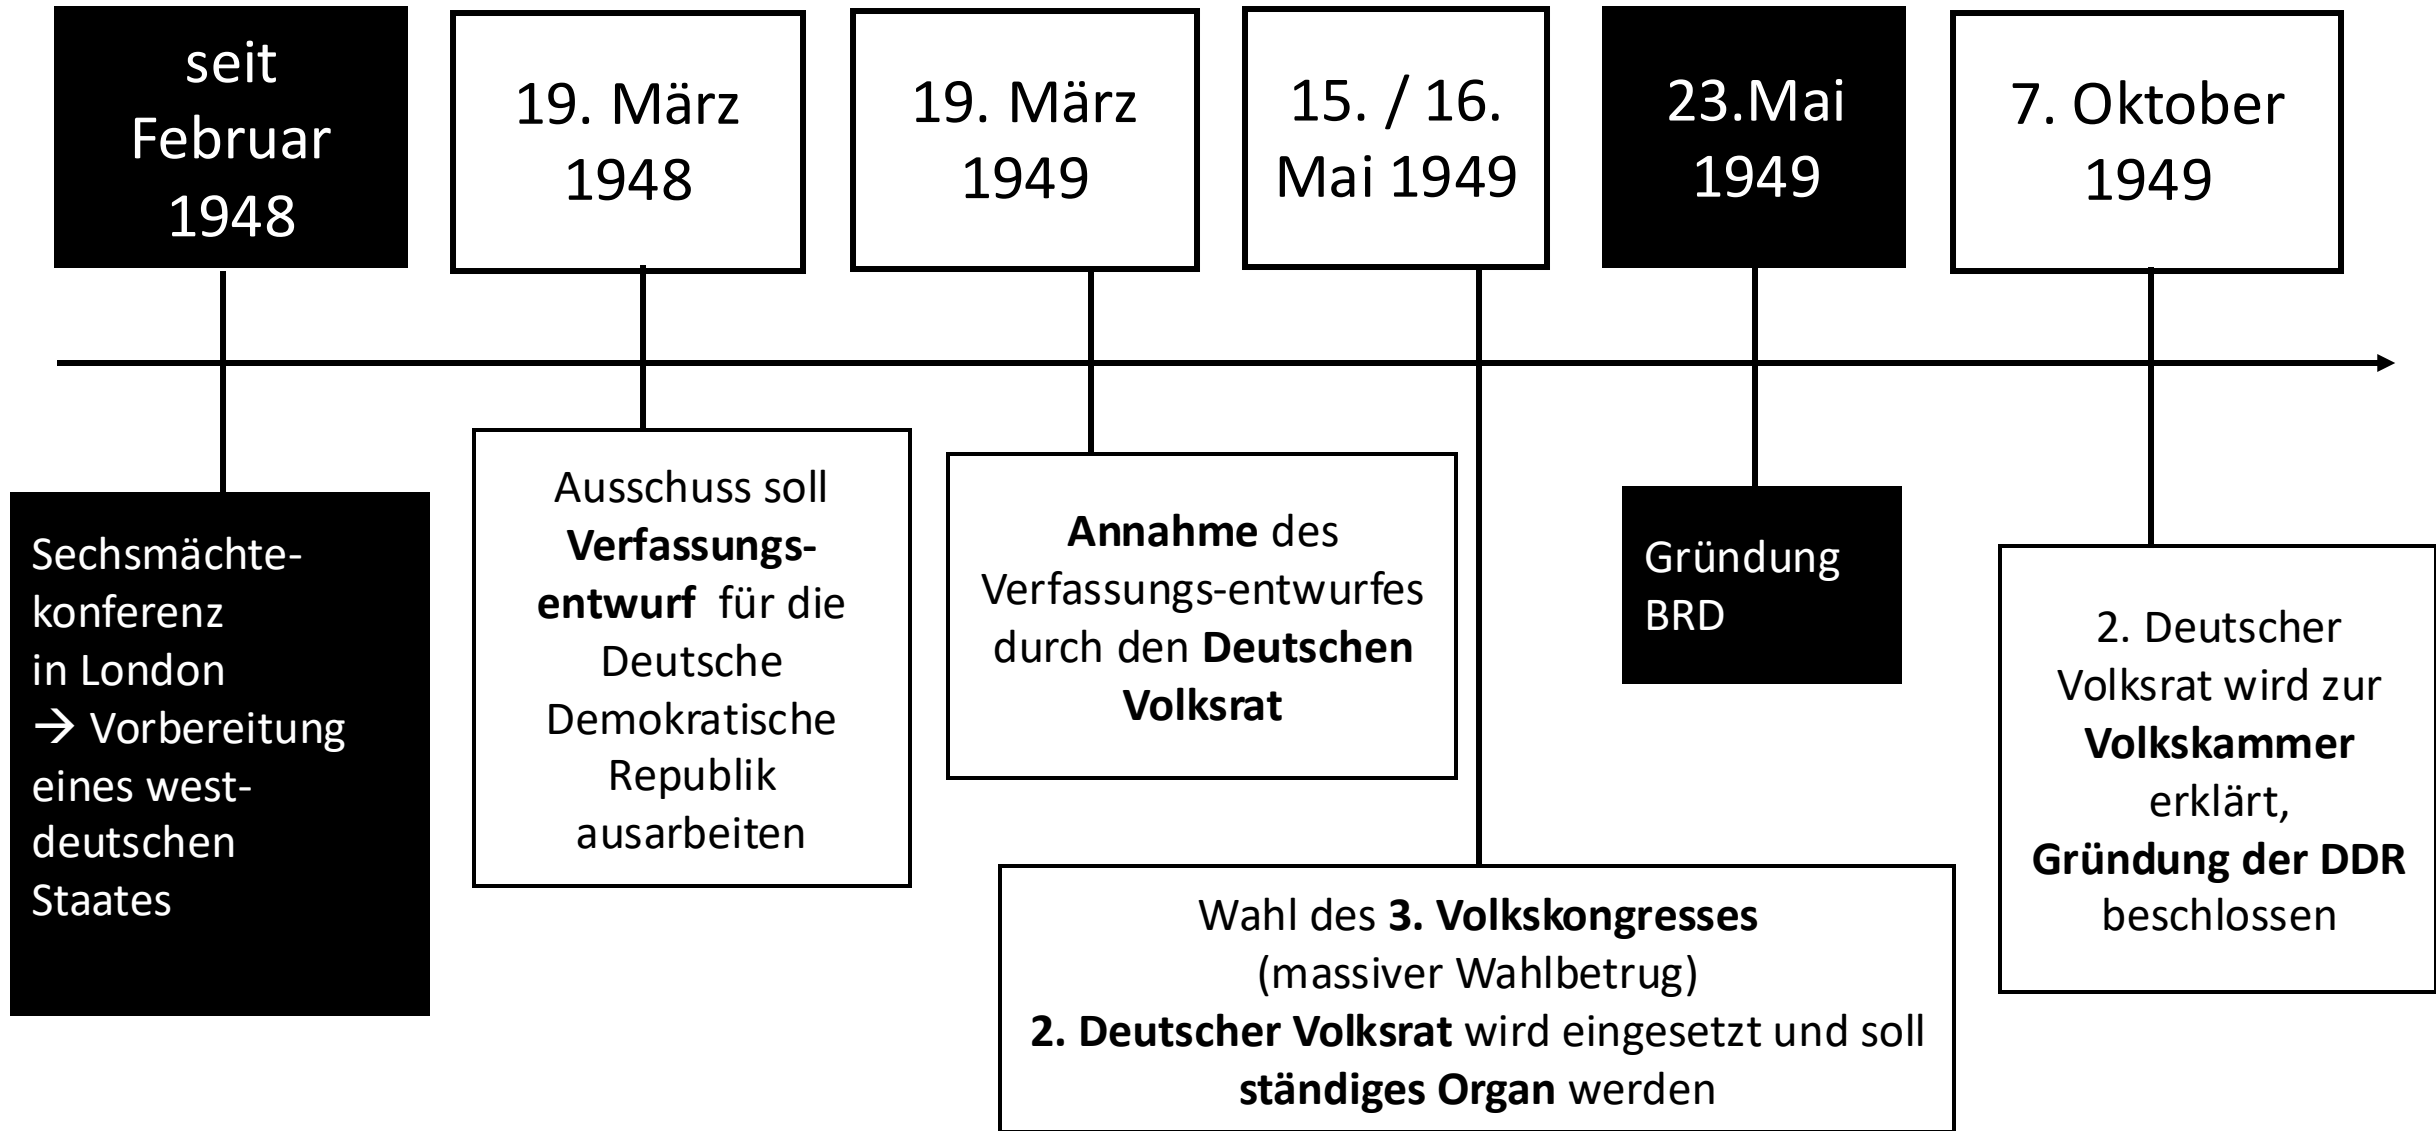 seit
Februar
1948
19. März
1948
19. März
1949
15. / 16.
Mai 1949
23.Mai
1949
7. Oktober
1949
Sechsmächte-
konferenz
in London
→ Vorbereitung
eines west-
deutschen
Staates
Ausschuss soll
Verfassungs-
entwurf für die
Deutsche
Demokratische
Republik
ausarbeiten
Annahme des
Verfassungs-entwurfes
durch den Deutschen
Volksrat
Wahl des 3. Volkskongresses
(massiver Wahlbetrug)
2. Deutscher Volksrat wird eingesetzt und soll
ständiges Organ werden
Gründung
BRD
2. Deutscher
Volksrat wird zur
Volkskammer
erklärt,
Gründung der DDR
beschlossen